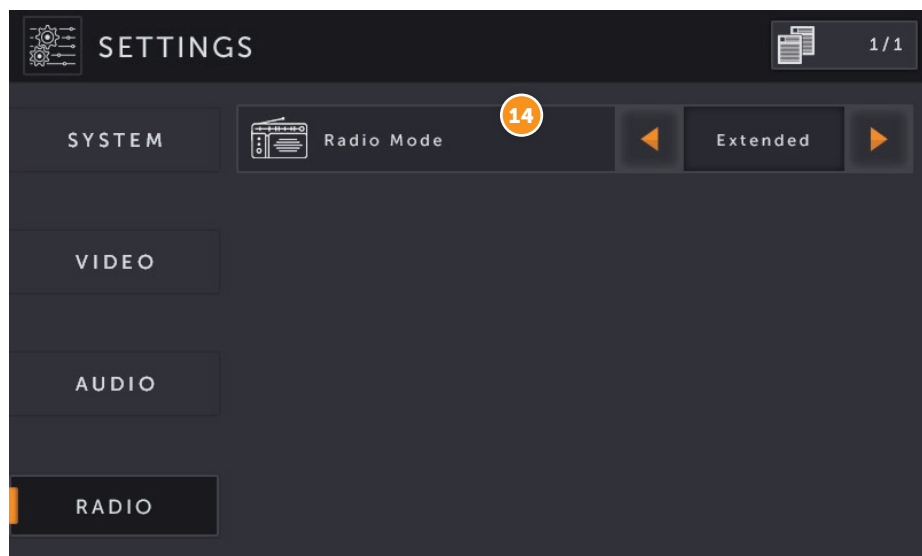 SETTINGS
1/1
SYSTEM
14
Radio Mode
Extended
VIDEO
AUDIO
RADIO